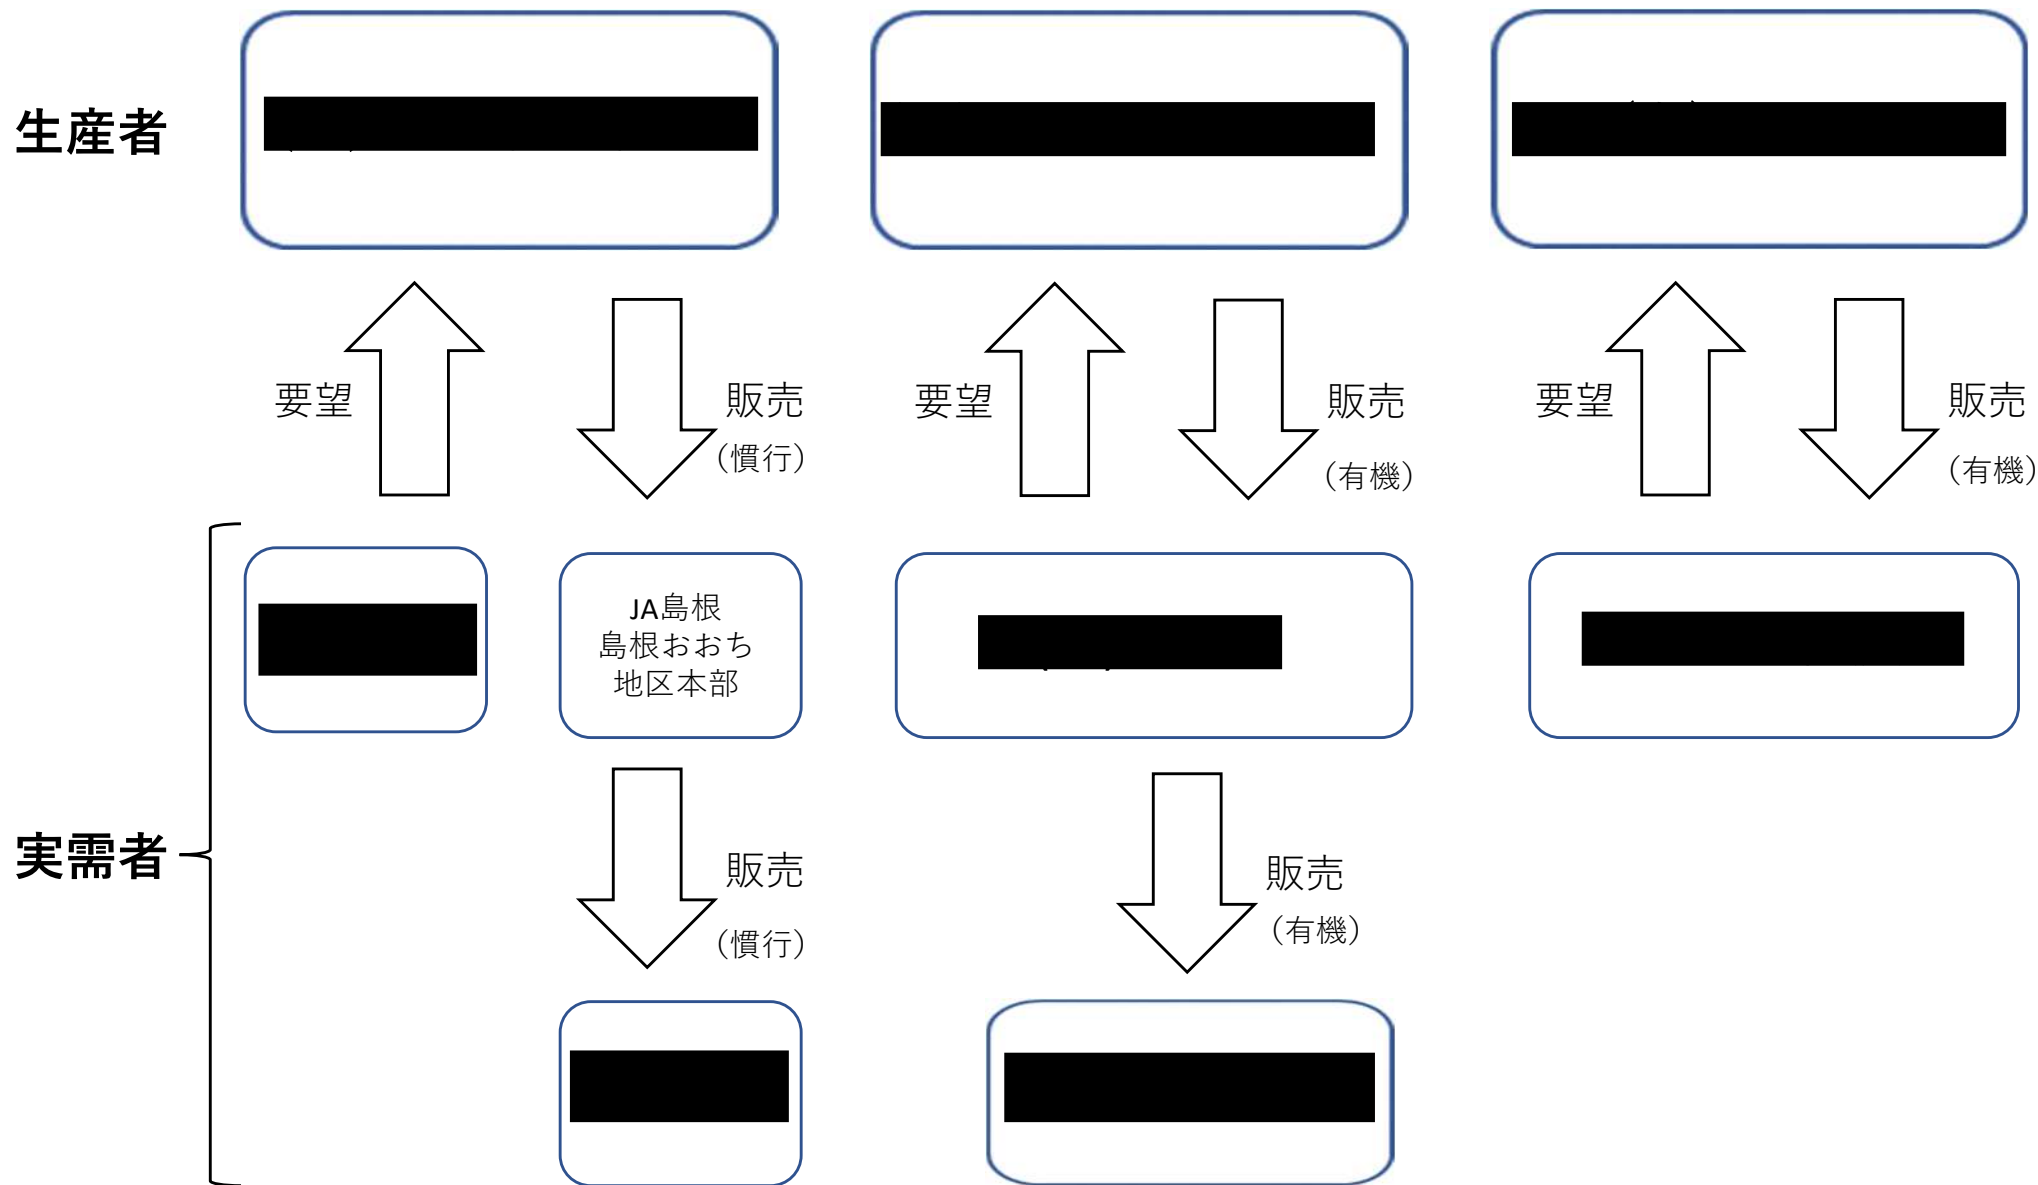 生産者
要望
販売
（慣行）
要望
販売
（有機）
要望
販売
（有機）
実需者
JA島根
島根おおち
地区本部
販売
（慣行）
販売
（有機）